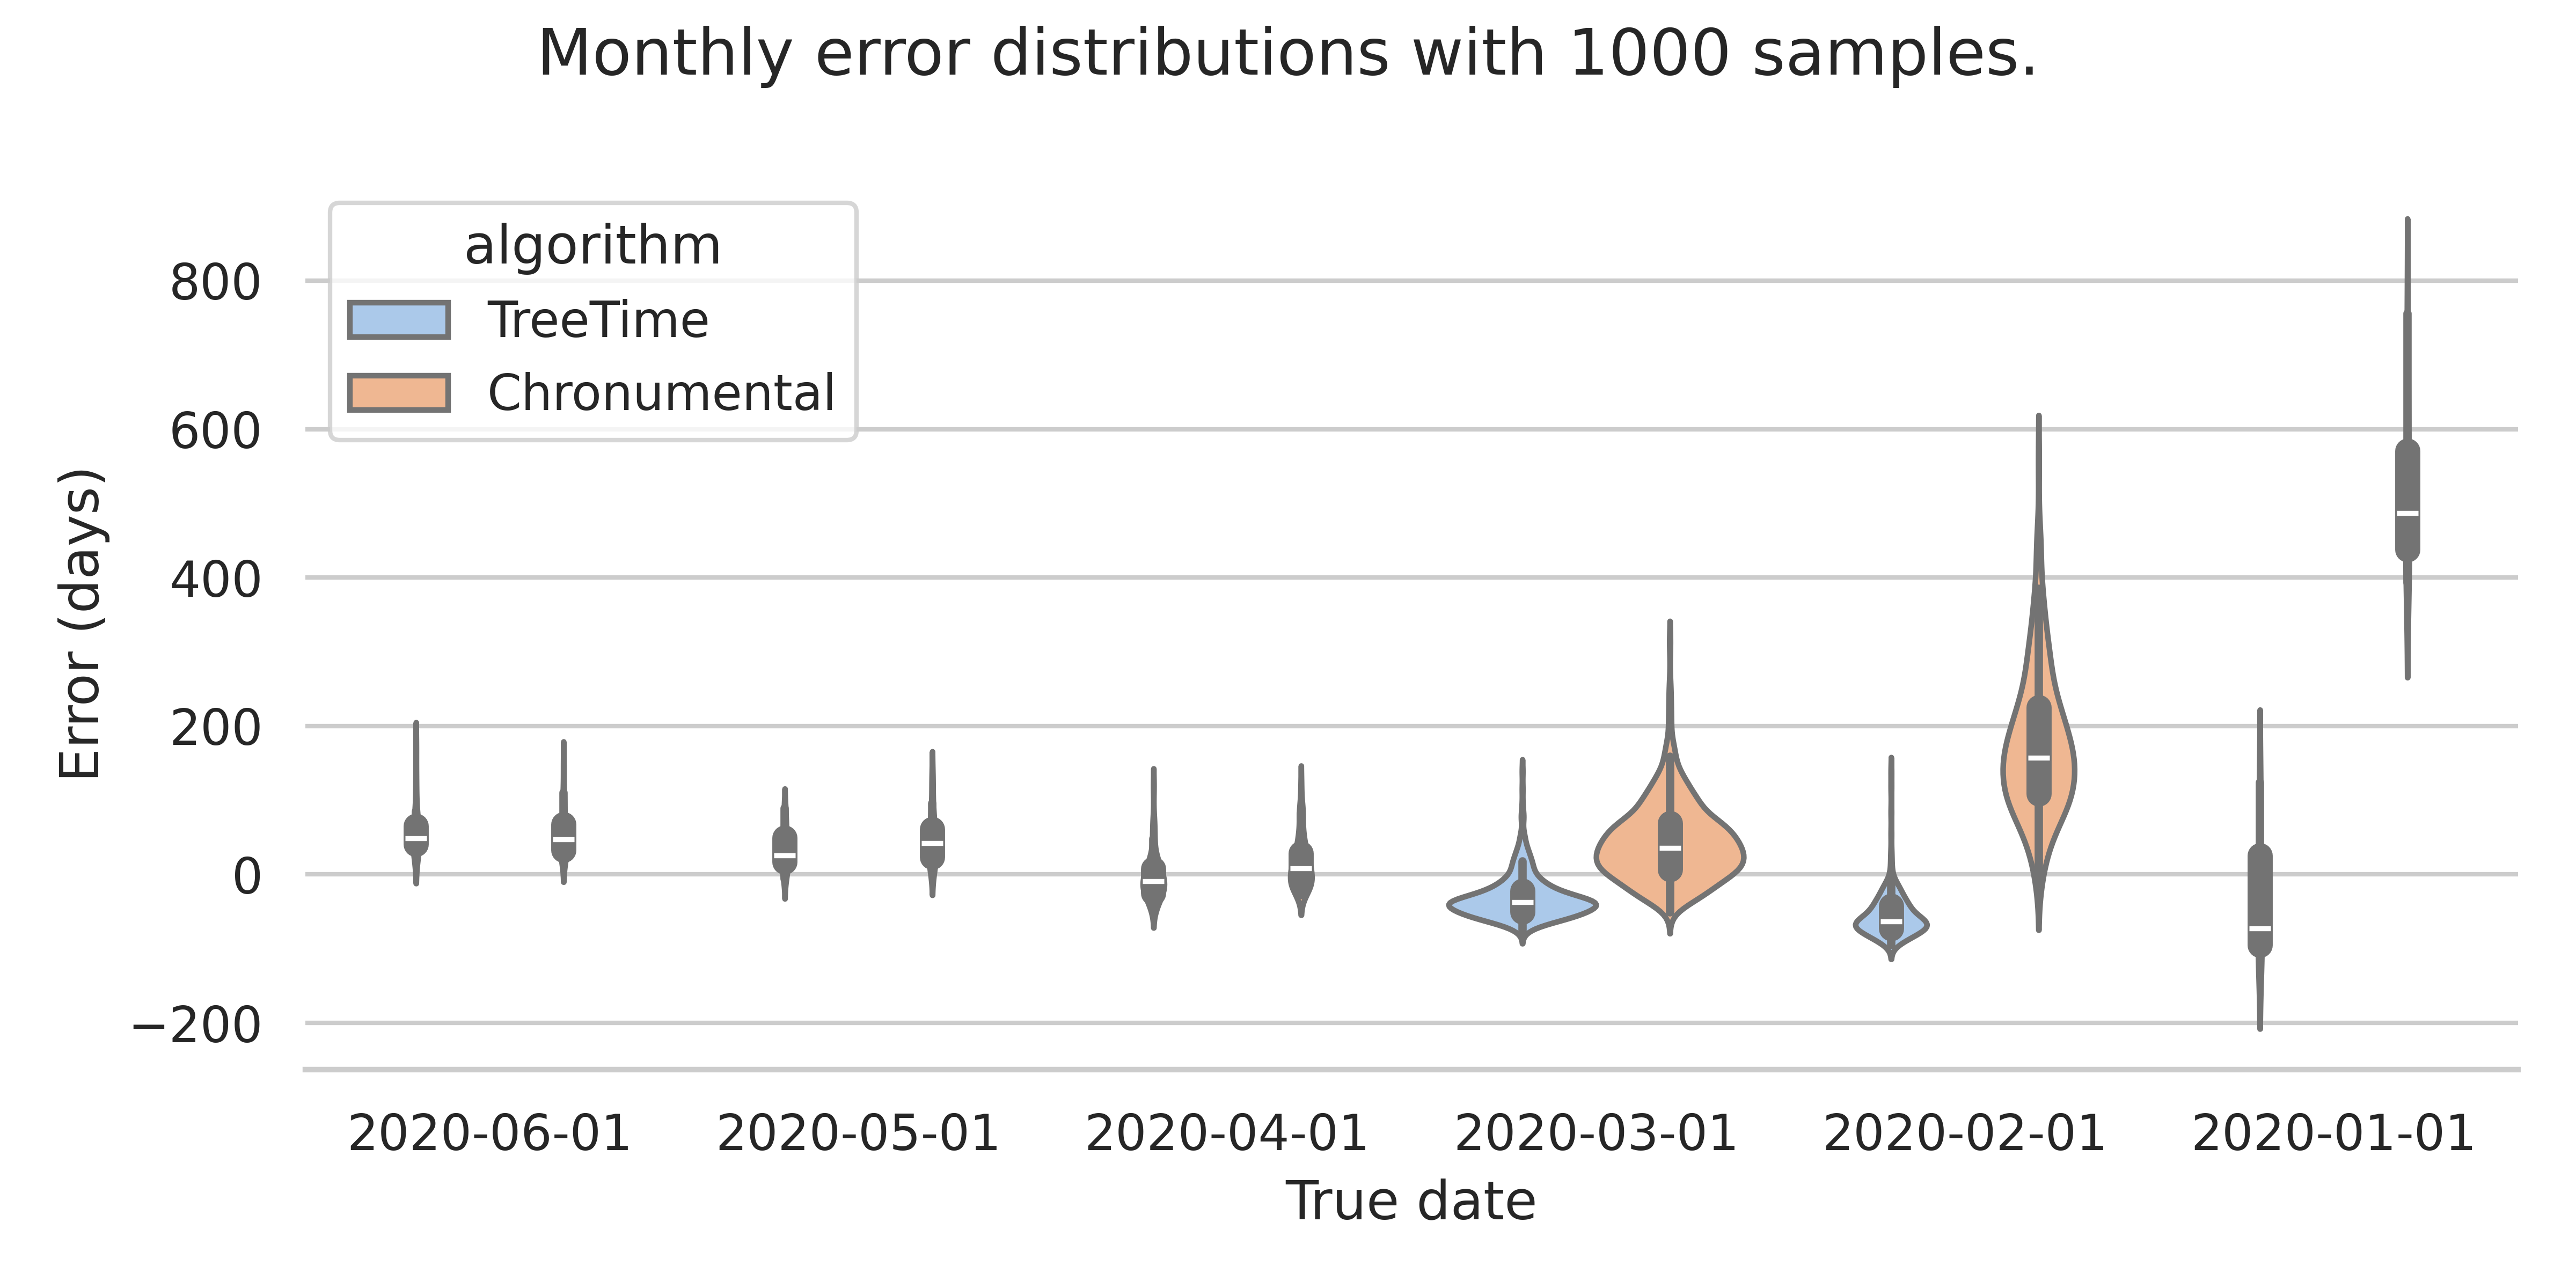 Monthly error distributions with 1000 samples.
algorithm
TreeTime
Chronumental
800
600
400
200
0
−200
Error (days)
2020-06-01 2020-05-01 2020-04-01 2020-03-01 2020-02-01 2020-01-01
True date